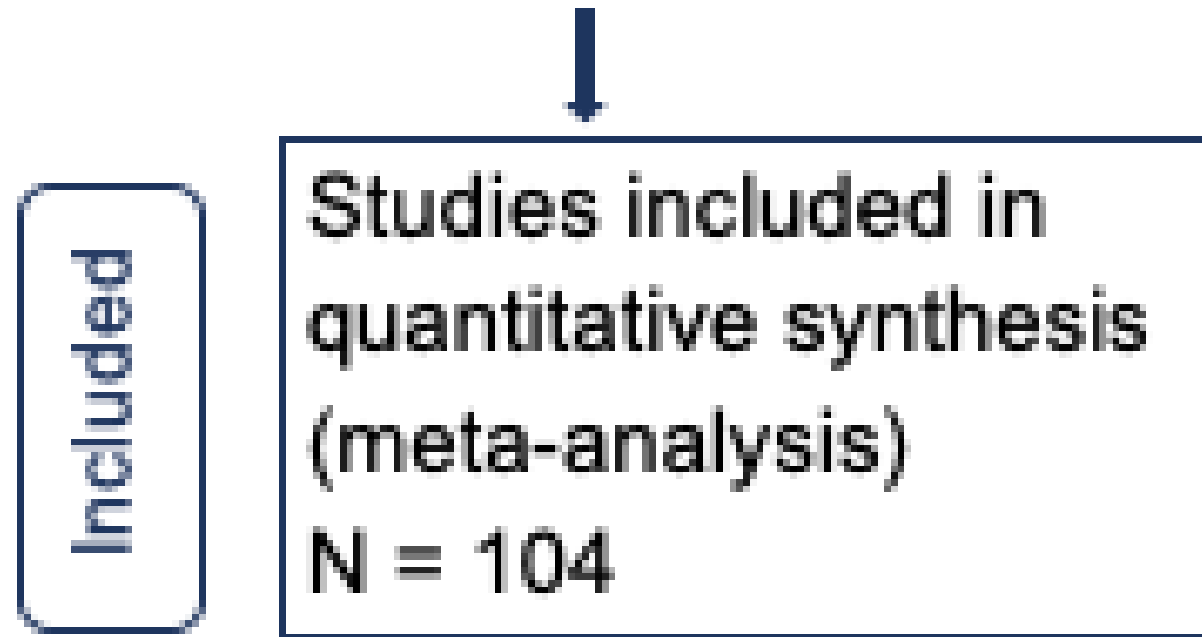 Included
Studies included in
quantitative synthesis
(meta-analysis)
N = 104